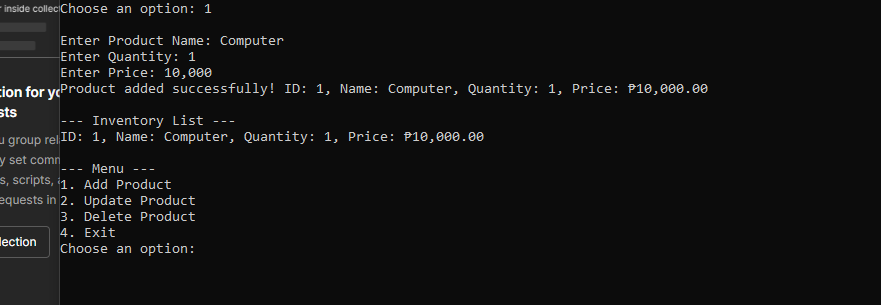 Choose an option: 1
Enter Product Name: Computer
Enter Quantity: 1
Enter Price: 10,000
Product added successfully! ID: 1, Name: Computer, Quantity: 1, Price: ₱10,000.00
--- Inventory List ---
ID: 1, Name: Computer, Quantity: 1, Price: ₱10,000.00
--- Menu ---
1. Add Product
2. Update Product
3. Delete Product
4. Exit
Choose an option:
r inside collec
tion for yo
sts
u group rel
y set comm
s, scripts,
equests in
llection